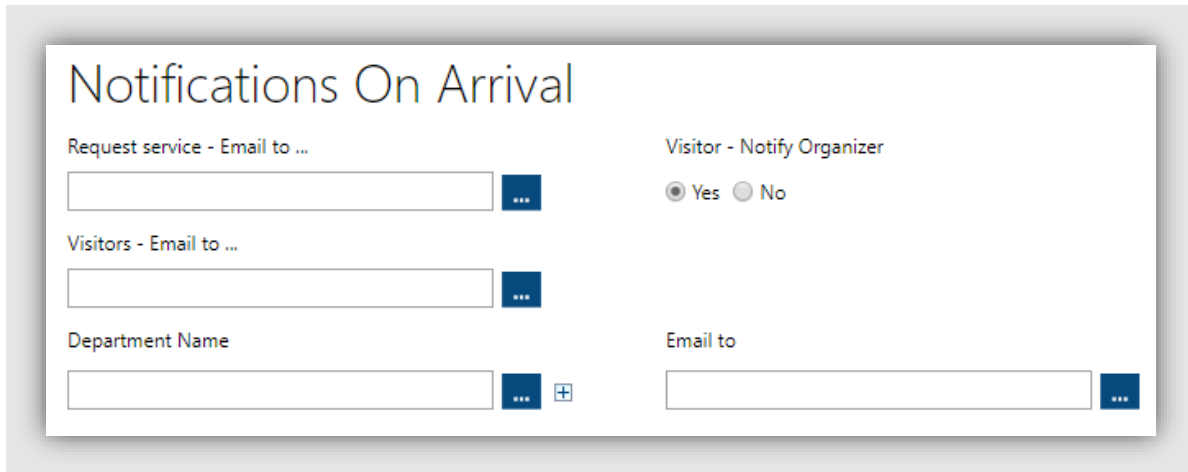 Notifications On Arrival
Request service - Email to ...
Visitor - Notify Organizer
...
Yes No
Visitors - Email to ...
...
Department Name
Email to
...
...